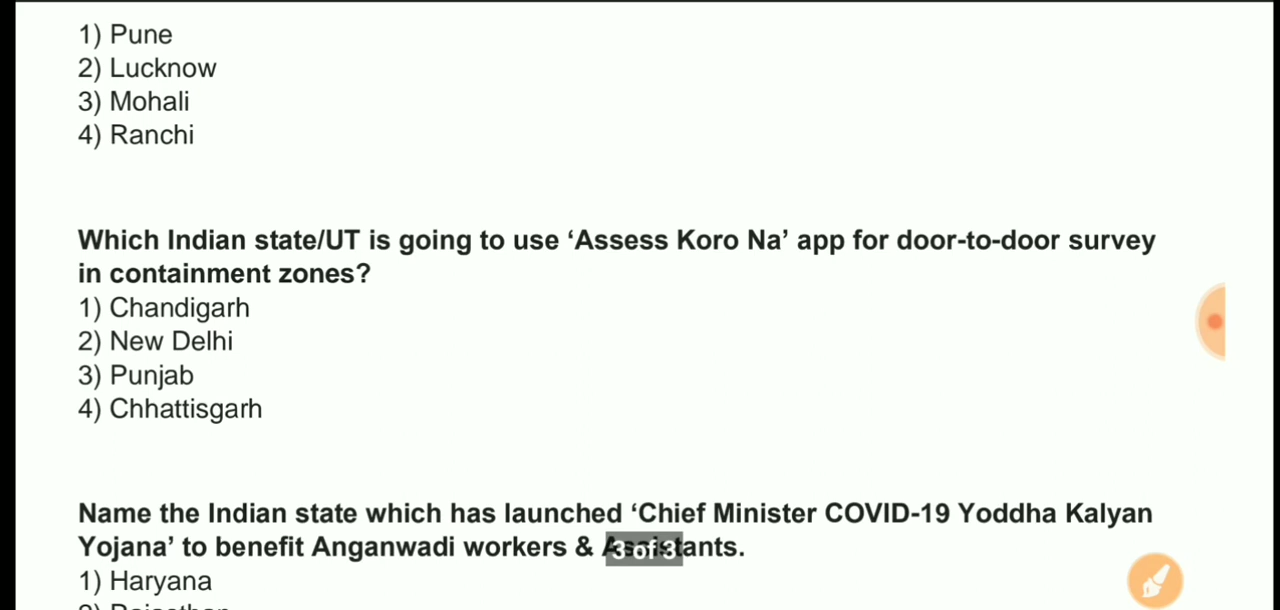 1) Pune
2) Lucknow
3) Mohali
4) Ranchi
Which Indian state/UT is going to use ‘Assess Koro Na’ app for door-to-door survey
in containment zones?
1) Chandigarh
2) New Delhi
3) Punjab
4) Chhattisgarh
Name the Indian state which has launched ‘Chief Minister COVID-19 Yoddha Kalyan
Yojana’ to benefit Anganwadi workers & Assistants.
3 of 3
1) Haryana